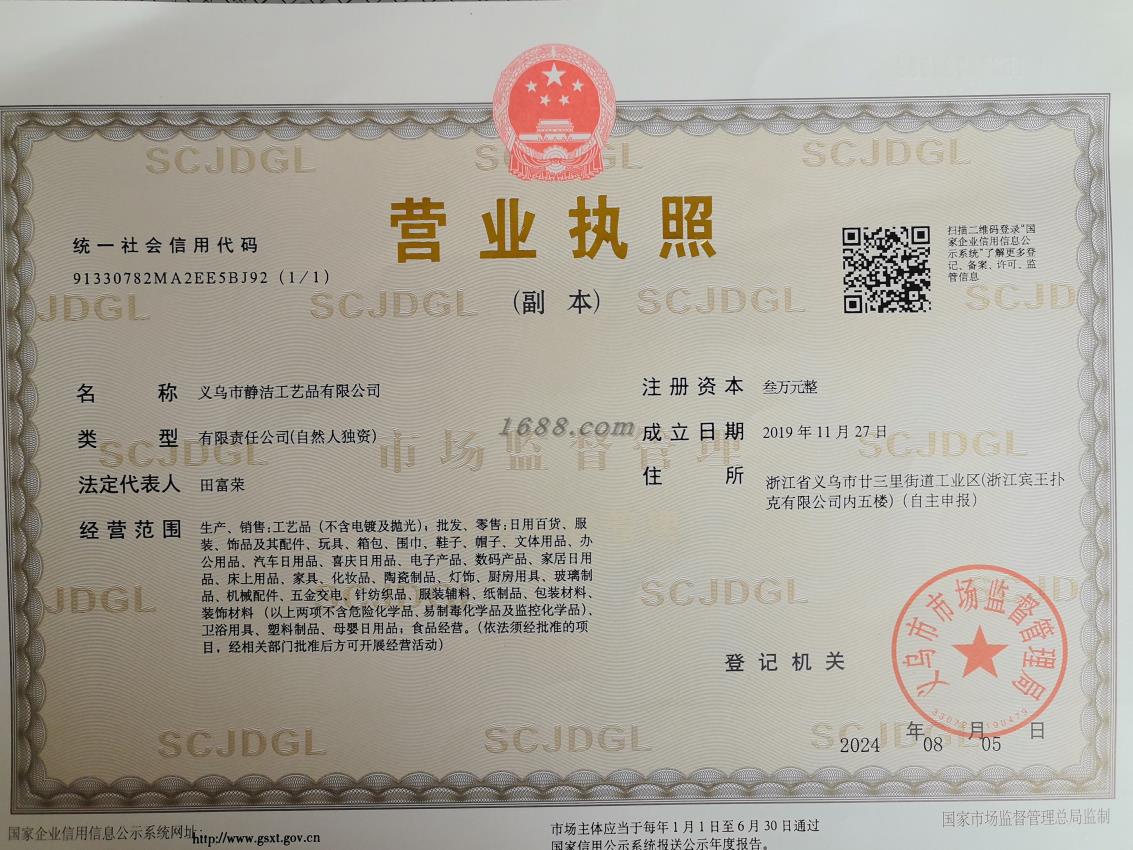 SCJDGL
SCJDGL
营业执照
(副 本)
统一社会信用代码
91330782MA2EE5BJ92 (1/1)
扫描二维码登录“国
家企业信用信息公
示系统”了解更多登
记、备案、许可、监
管信息
JDGL
SCJDGL
SCJDGL
SCJD
名 称 义乌市静洁工艺品有限公司
类 型 有限责任公司(自然人独资)
法定代表人 田富荣
经营范围 生产、销售:工艺品（不含电镀及抛光）;批发、零售:日用百货、服
装、饰品及其配件、玩具、箱包、围巾、鞋子、帽子、文体用品、办
公用品、汽车日用品、喜庆日用品、电子产品、数码产品、家居日用
品、床上用品、家具、化妆品、陶瓷制品、灯饰、厨房用具、玻璃制
品、机械配件、五金交电、针纺织品、服装辅料、纸制品、包装材料、
装饰材料（以上两项不含危险化学品、易制毒化学品及监控化学品）、
卫浴用具、塑料制品、母婴日用品;食品经营。（依法须经批准的项
目，经相关部门批准后方可开展经营活动）
注册资本 叁万元整
成立日期 2019 年 11 月 27 日
住 所 浙江省义乌市廿三里街道工业区(浙江宾王扑
克有限公司内五楼)（自主申报）
1688.com
SCJDGL
市场监督管理
SCJDGL
JDGL
SCJDGL
登记机关
义乌市市场监督管理局
2024 年 08 月 05 日
SCJDGL
SCJDGL
国家企业信用信息公示系统网址:http://www.gsxt.gov.cn
市场主体应当于每年1月1日至6月30日通过
国家信用公示系统报送公示年度报告。
国家市场监督管理总局监制